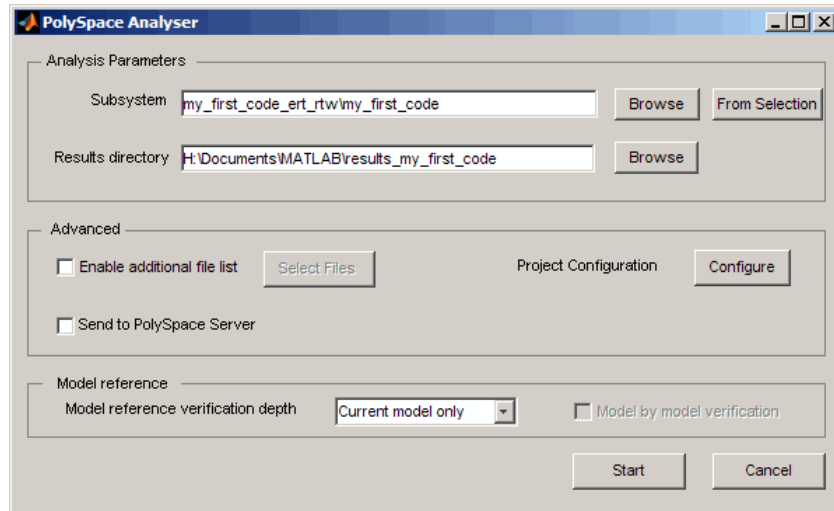 PolySpace Analyser
Analysis Parameters
Subsystem my_first_code_ert_rtw\my_first_code Browse From Selection
Results directory H:\Documents\MATLAB\results_my_first_code Browse
Advanced
Enable additional file list Select Files Project Configuration Configure
Send to PolySpace Server
Model reference
Model reference verification depth Current model only Model by model verification
Start Cancel